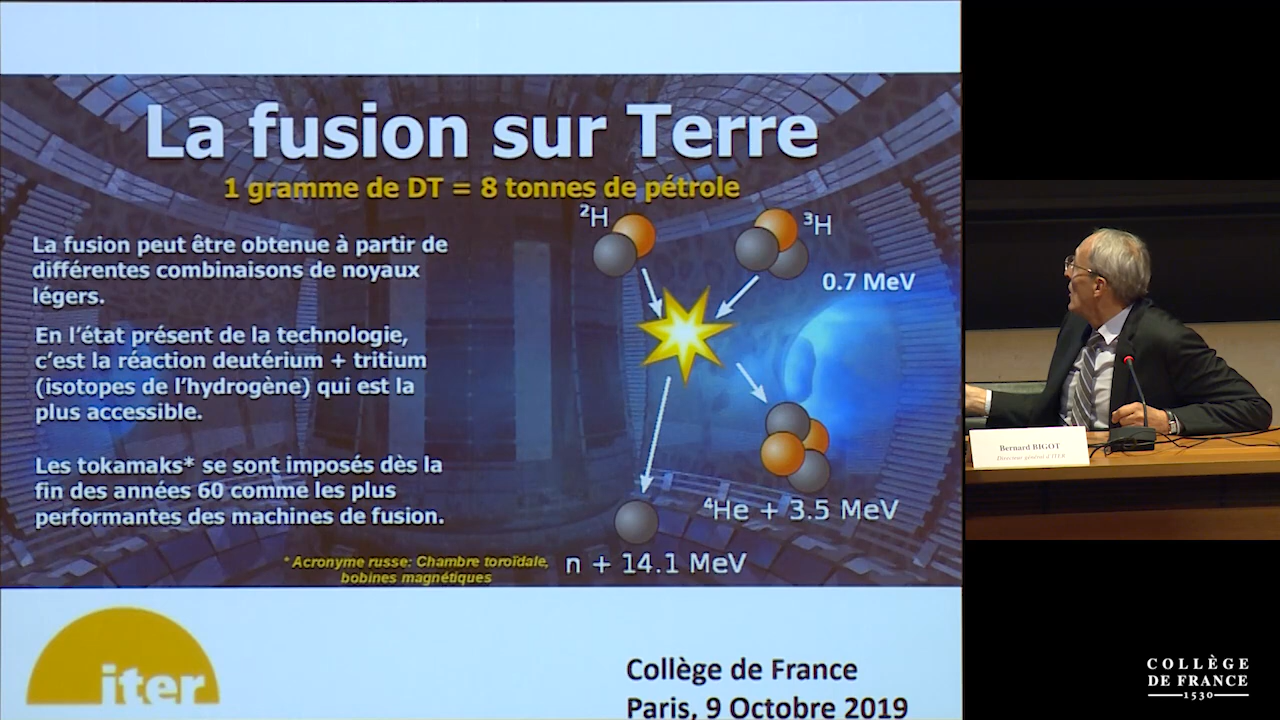 La fusion sur Terre
1 gramme de DT = 8 tonnes de pétrole
La fusion peut être obtenue à partir de
différentes combinaisons de noyaux
légers.
En l'état présent de la technologie,
c'est la réaction deutérium + tritium
(isotopes de l'hydrogène) qui est la
plus accessible.
Les tokamaks* se sont imposés dès la
fin des années 60 comme les plus
performantes des machines de fusion.
* Acronyme russe: Chambre toroïdale,
bobines magnétiques
²H
³H
0.7 MeV
⁴He + 3.5 MeV
n + 14.1 MeV
iter
Collège de France
Paris, 9 Octobre 2019
Bernard BIGOT
Directeur général d'ITER
COLLÈGE
DE FRANCE
1530